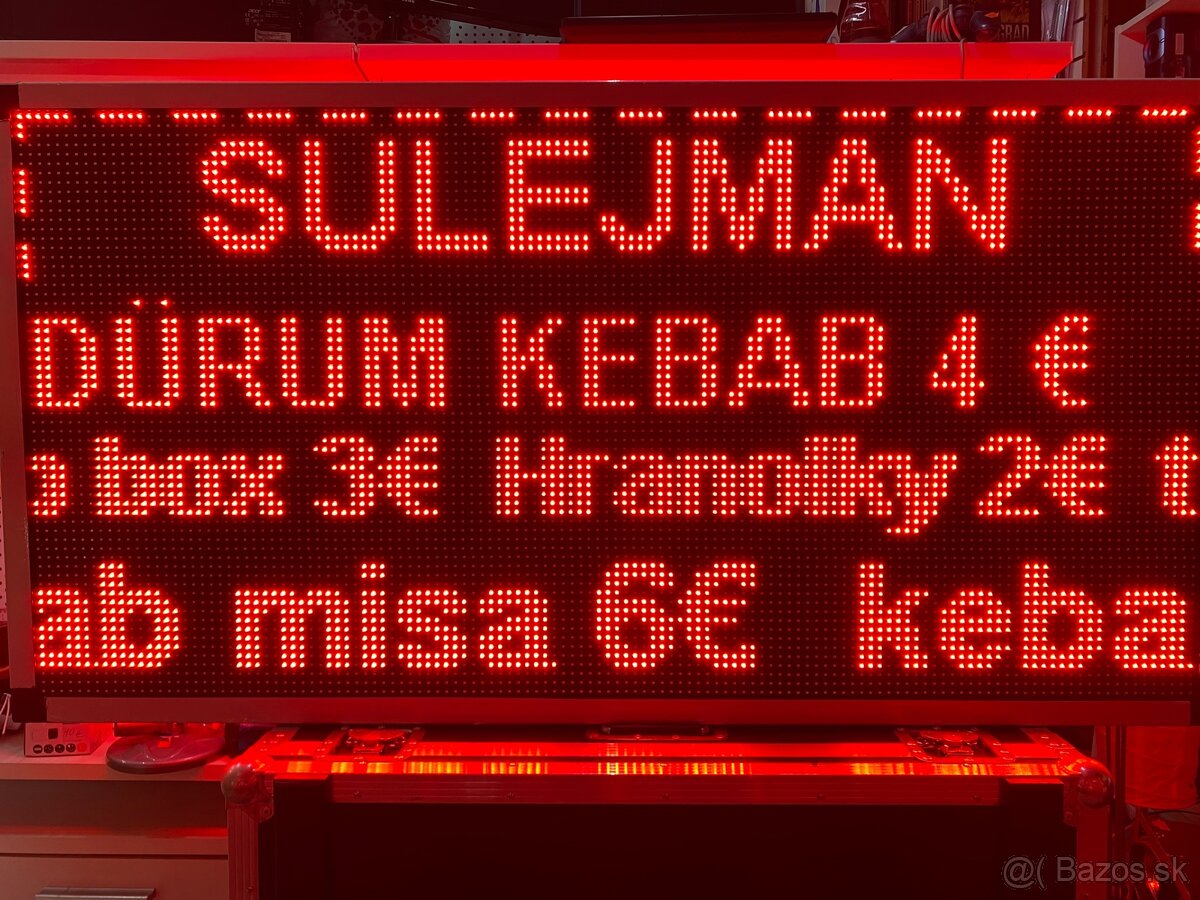 SULEJMAN
DÜRUM KEBAB 4 €
box 3€ Hranolky 2€ t
ab misa 6€ keba
@( Bazos.sk